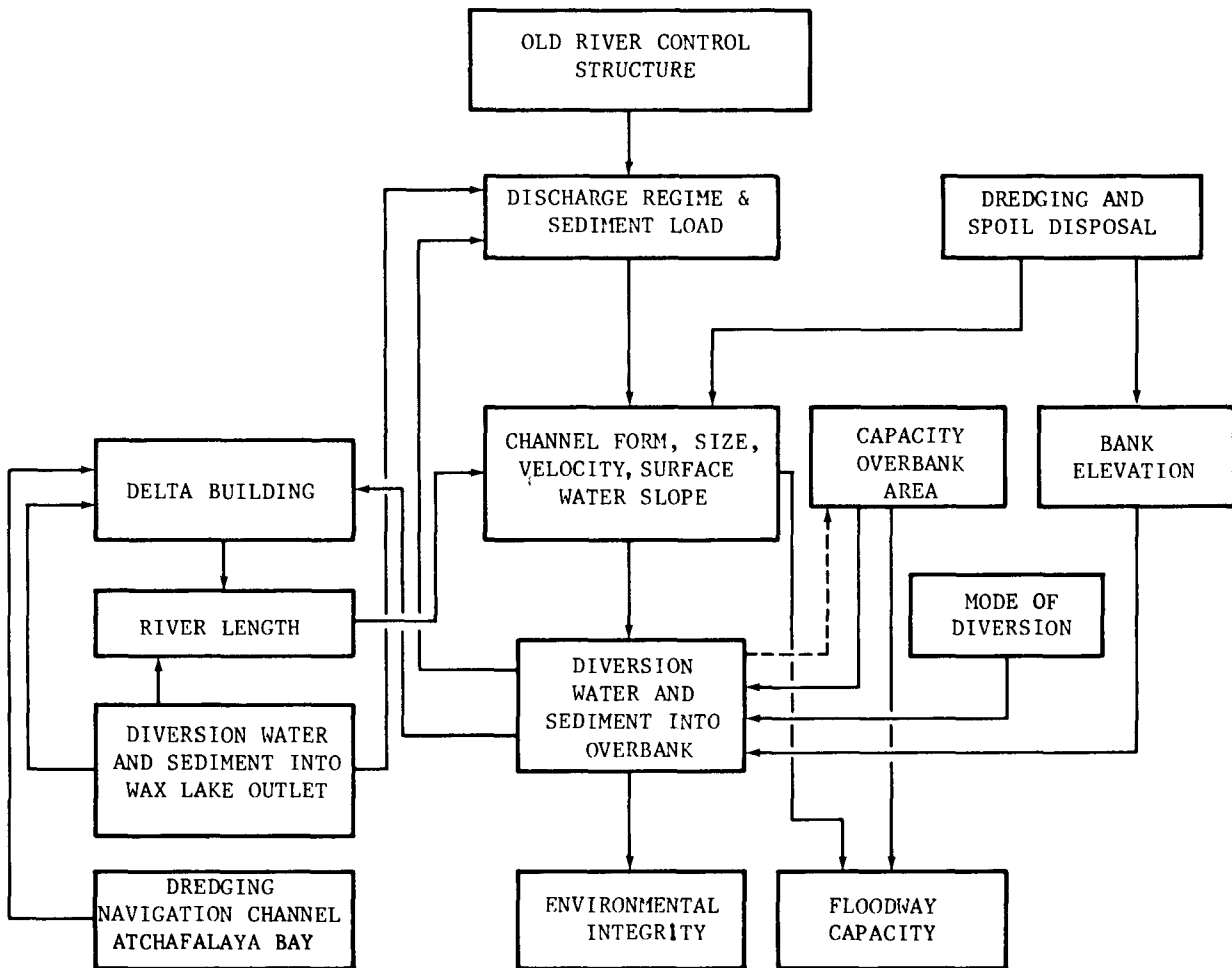 OLD RIVER CONTROL
STRUCTURE
DISCHARGE REGIME &
SEDIMENT LOAD
DREDGING AND
SPOIL DISPOSAL
CHANNEL FORM, SIZE,
VELOCITY, SURFACE
WATER SLOPE
CAPACITY
OVERBANK
AREA
BANK
ELEVATION
DELTA BUILDING
RIVER LENGTH
MODE OF
DIVERSION
DIVERSION
WATER AND
SEDIMENT INTO
OVERBANK
DIVERSION WATER
AND SEDIMENT INTO
WAX LAKE OUTLET
DREDGING
NAVIGATION CHANNEL
ATCHAFALAYA BAY
ENVIRONMENTAL
INTEGRITY
FLOODWAY
CAPACITY